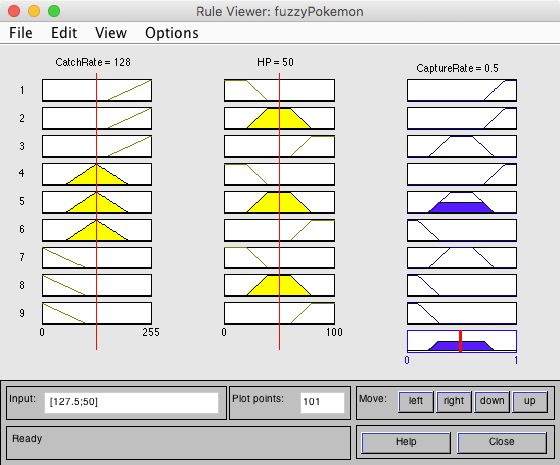 Rule Viewer: fuzzyPokemon
File Edit View Options
CatchRate = 128 HP = 50 CaptureRate = 0.5
1
2
3
4
5
6
7
8
9
0 255 0 100
0 1
Input: [127.5;50] Plot points: 101 Move: left right down up
Ready Help Close